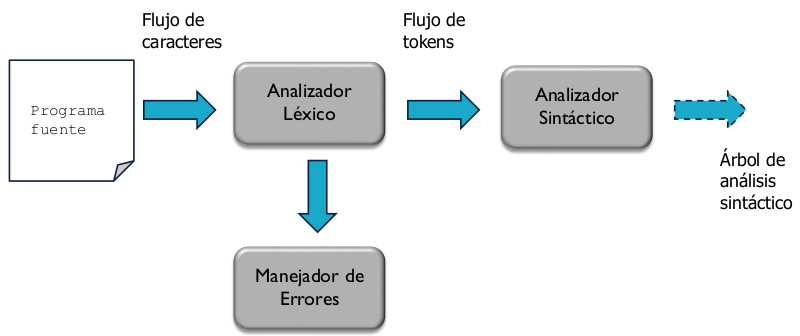 Flujo de
caracteres
Flujo de
tokens
Programa
fuente
Analizador
Léxico
Analizador
Sintáctico
Árbol de
análisis
sintáctico
Manejador de
Errores